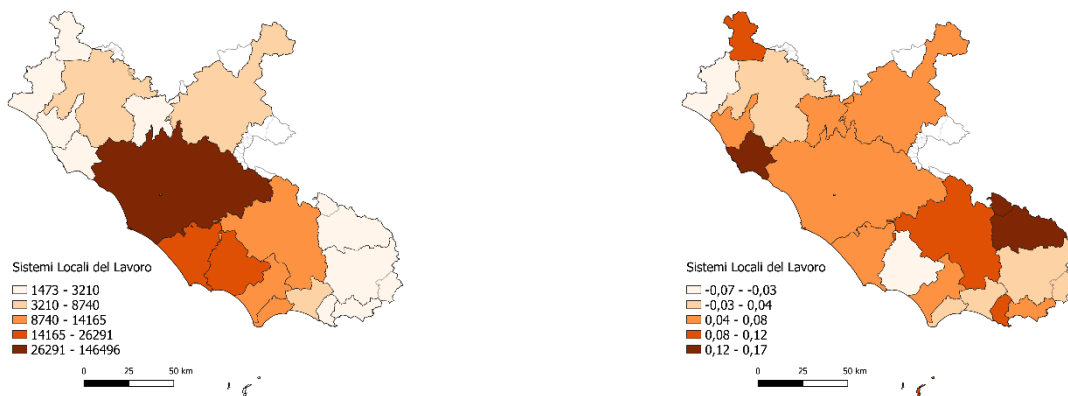 Sistemi Locali del Lavoro
1473 - 3210
3210 - 8740
8740 - 14165
14165 - 26291
26291 - 146496
0 25 50 km
Sistemi Locali del Lavoro
-0,07 - -0,03
-0,03 - 0,04
0,04 - 0,08
0,08 - 0,12
0,12 - 0,17
0 25 50 km